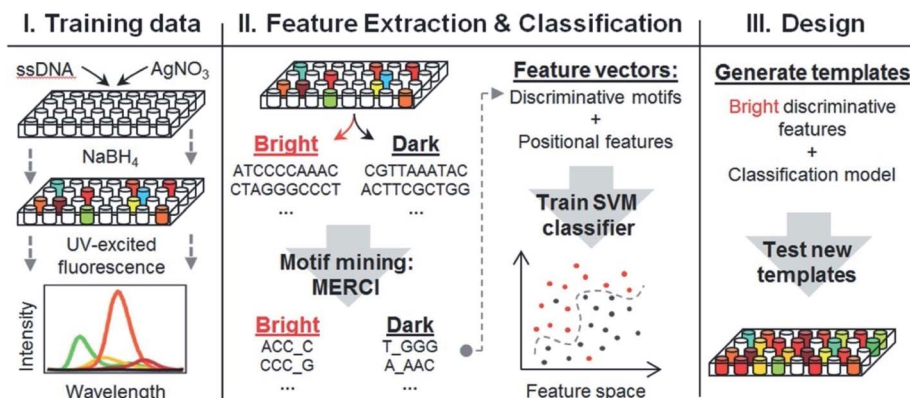 I. Training data
ssDNA
AgNO3
NaBH4
UV-excited
fluorescence
Intensity
Wavelength
II. Feature Extraction & Classification
Bright
ATCCCCAAAC
CTAGGGCCCT
...
Dark
CGTTAAATAC
ACTTCGCTGG
...
Motif mining:
MERCI
Bright
ACC_C
CCC_G
...
Dark
T_GGG
A_AAC
...
Feature vectors:
Discriminative motifs
+
Positional features
Train SVM
classifier
Feature space
III. Design
Generate templates
Bright discriminative
features
+
Classification model
Test new
templates